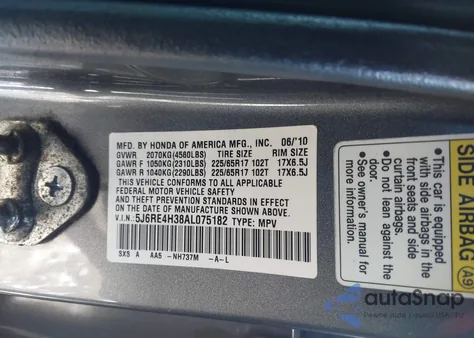 MFD. BY HONDA OF AMERICA MFG., INC. 06/'10
GVWR 2070KG(4560LBS) TIRE SIZE RIM SIZE
GAWR F 1050KG(2310LBS) 225/65R17 102T 17X6.5J
GAWR R 1040KG(2290LBS) 225/65R17 102T 17X6.5J
THIS VEHICLE CONFORMS TO ALL APPLICABLE
FEDERAL MOTOR VEHICLE SAFETY
AND THEFT PREVENTION STANDARDS IN EFFECT ON
THE DATE OF MANUFACTURE SHOWN ABOVE.
V.I.N.: 5J6RE4H38AL075182 TYPE: MPV
SXS A AA5 -NH737M -A-L
SIDE AIRBAG
A9
•This car is equipped
with side airbags in
front seats and side
curtain airbags.
•Do not lean against the
door.
•See owner's manual
for more
autoSnap